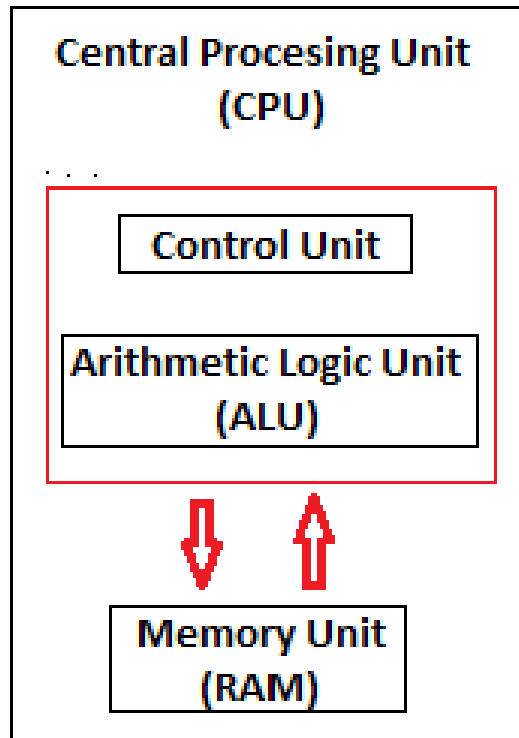 Central Procesing Unit
(CPU)
. . .
Control Unit
Arithmetic Logic Unit
(ALU)
Memory Unit
(RAM)